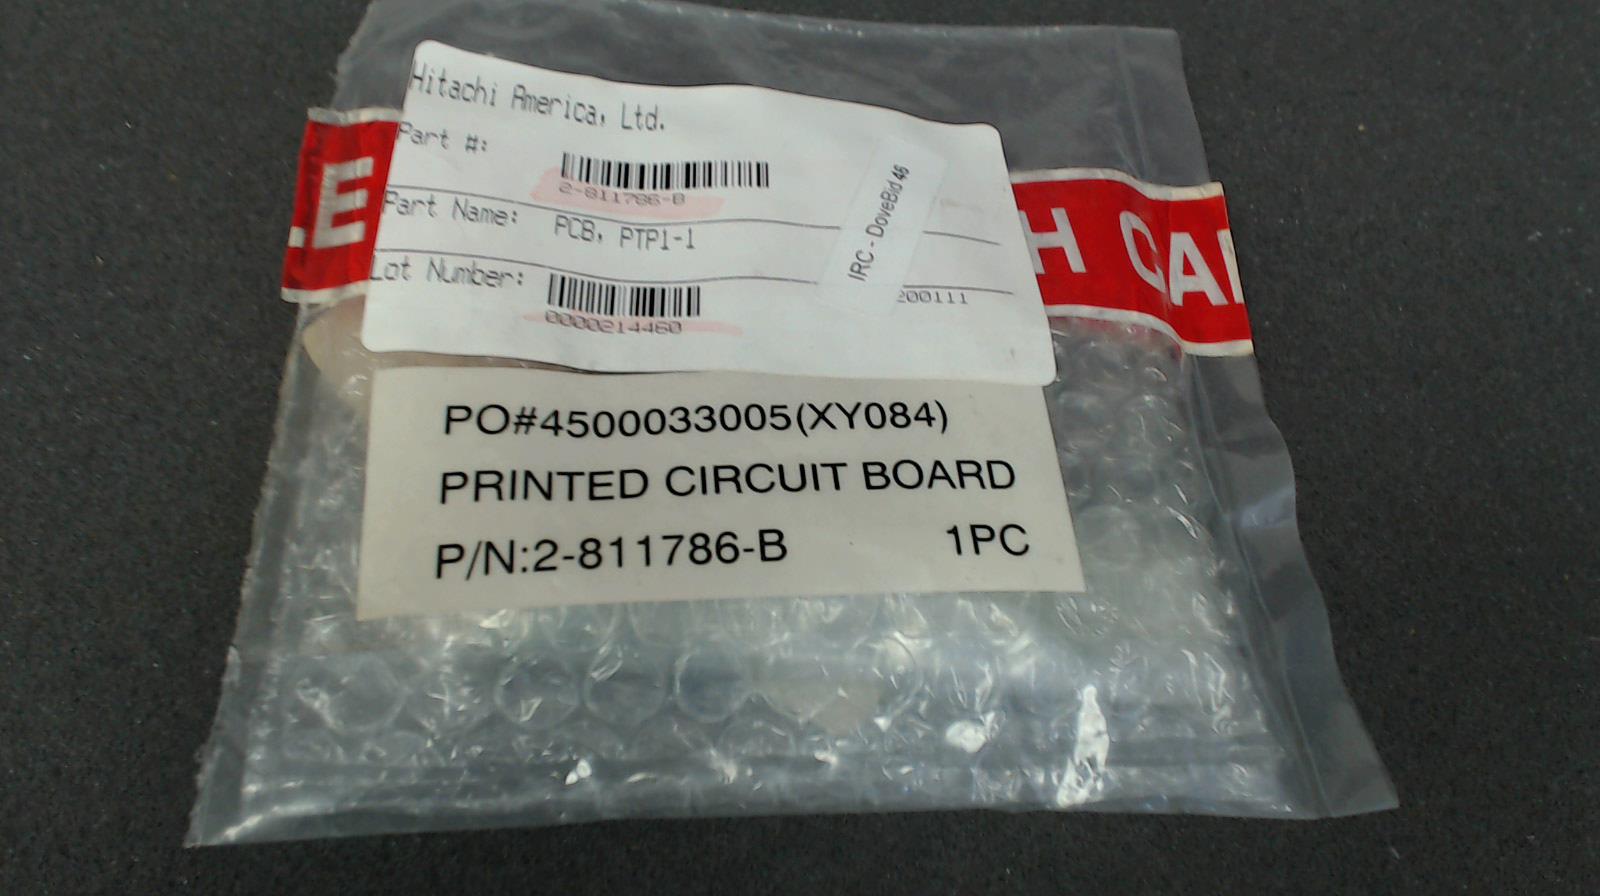 Hitachi America, Ltd.
Part #:
2-811786-B
Part Name: PCB, PTP1-1
Lot Number:
0000214460
200111
IRC - DoveBid 46
.E
H CA
PO#4500033005(XY084)
PRINTED CIRCUIT BOARD
P/N:2-811786-B 1PC